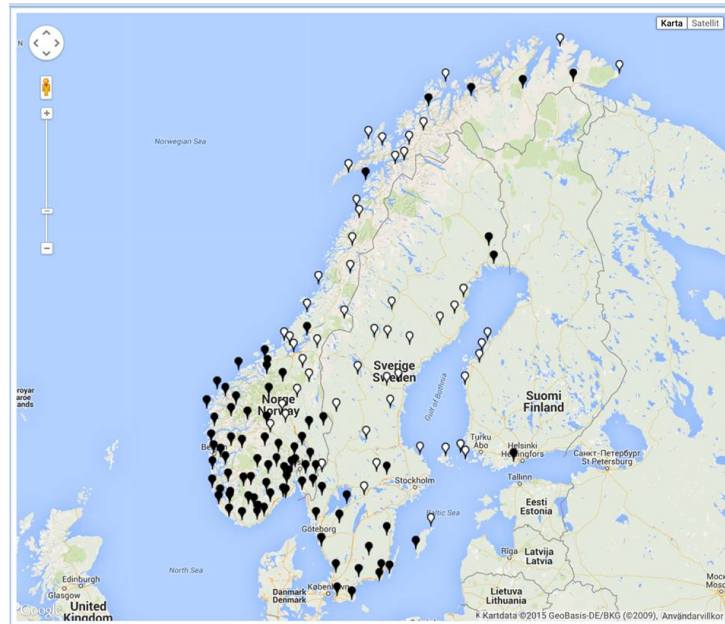 Karta Satellit
N
Norwegian Sea
Sverige
Sweden
Norge
Norway
Suomi
Finland
Gulf of Bothnia
Turku
Åbo
Helsinki
Helsingfors
Санкт-Петербург
St Petersburg
Stockholm
Tallinn
Eesti
Estonia
Baltic Sea
Göteborg
Rīga
Latvija
Latvia
North Sea
Edinburgh
Glasgow
United
Kingdom
Danmark
Denmark
København
Lietuva
Lithuania
Google
Kartdata ©2015 GeoBasis-DE/BKG (©2009), Användarvillkor